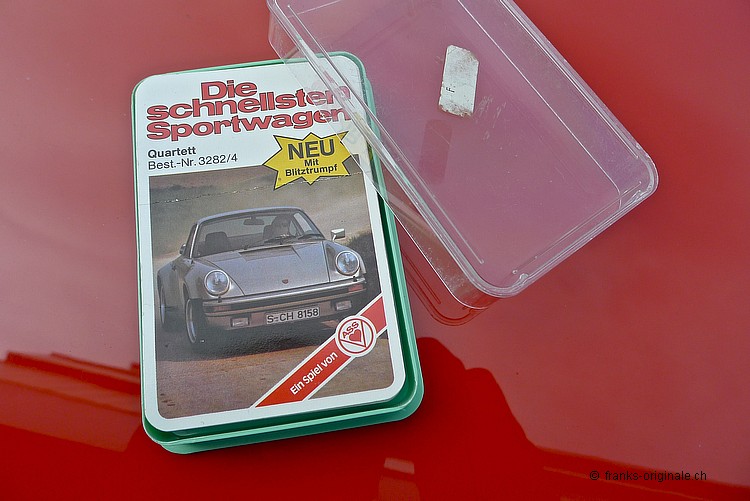 Die
schnellsten
Sportwagen
Quartett
Best.-Nr. 3282/4
NEU
Mit
Blitztrumpf
S-CH 8158
Ein Spiel von
ASS
© franks-originale.ch